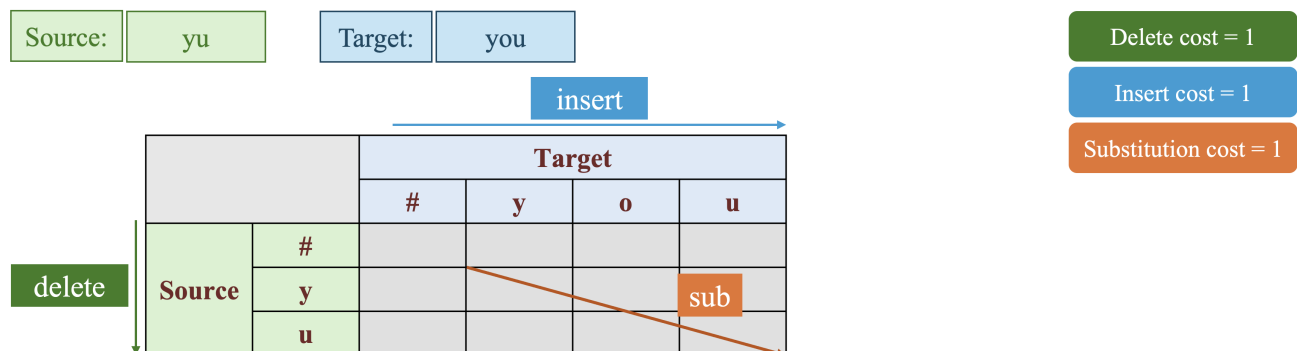 Source: yu
Target: you
Delete cost = 1
Insert cost = 1
Substitution cost = 1
insert
Target
# y o u
delete
Source
#
y
u
sub